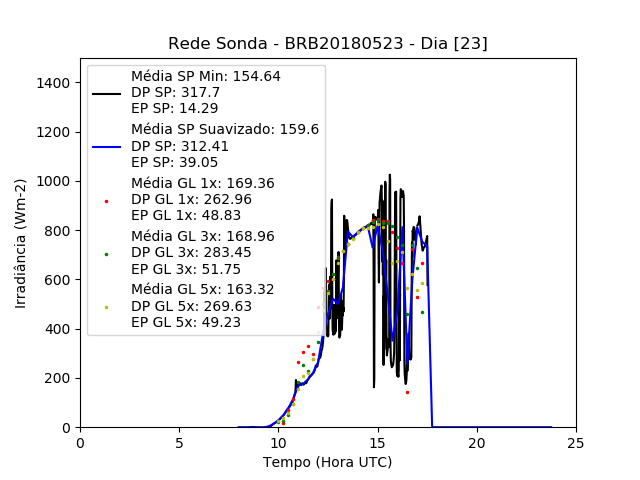 Rede Sonda - BRB20180523 - Dia [23]
Irradiância (Wm-2)
1400
1200
1000
800
600
400
200
0
Média SP Min: 154.64
DP SP: 317.7
EP SP: 14.29
Média SP Suavizado: 159.6
DP SP: 312.41
EP SP: 39.05
Média GL 1x: 169.36
DP GL 1x: 262.96
EP GL 1x: 48.83
Média GL 3x: 168.96
DP GL 3x: 283.45
EP GL 3x: 51.75
Média GL 5x: 163.32
DP GL 5x: 269.63
EP GL 5x: 49.23
0 5 10 15 20 25
Tempo (Hora UTC)